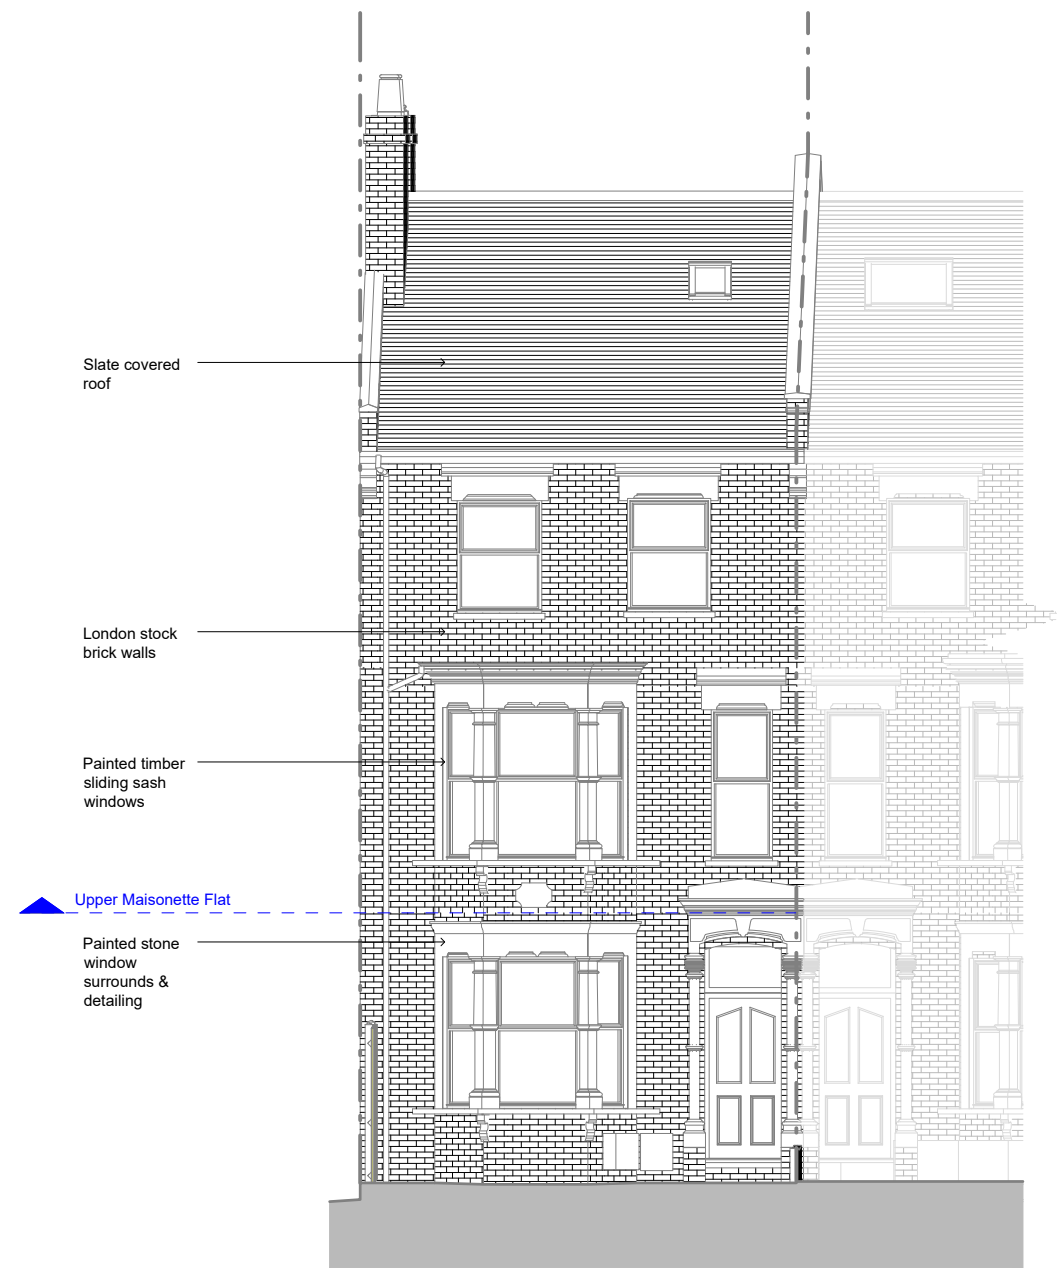 Slate covered
roof
London stock
brick walls
Painted timber
sliding sash
windows
Upper Maisonette Flat
Painted stone
window
surrounds &
detailing